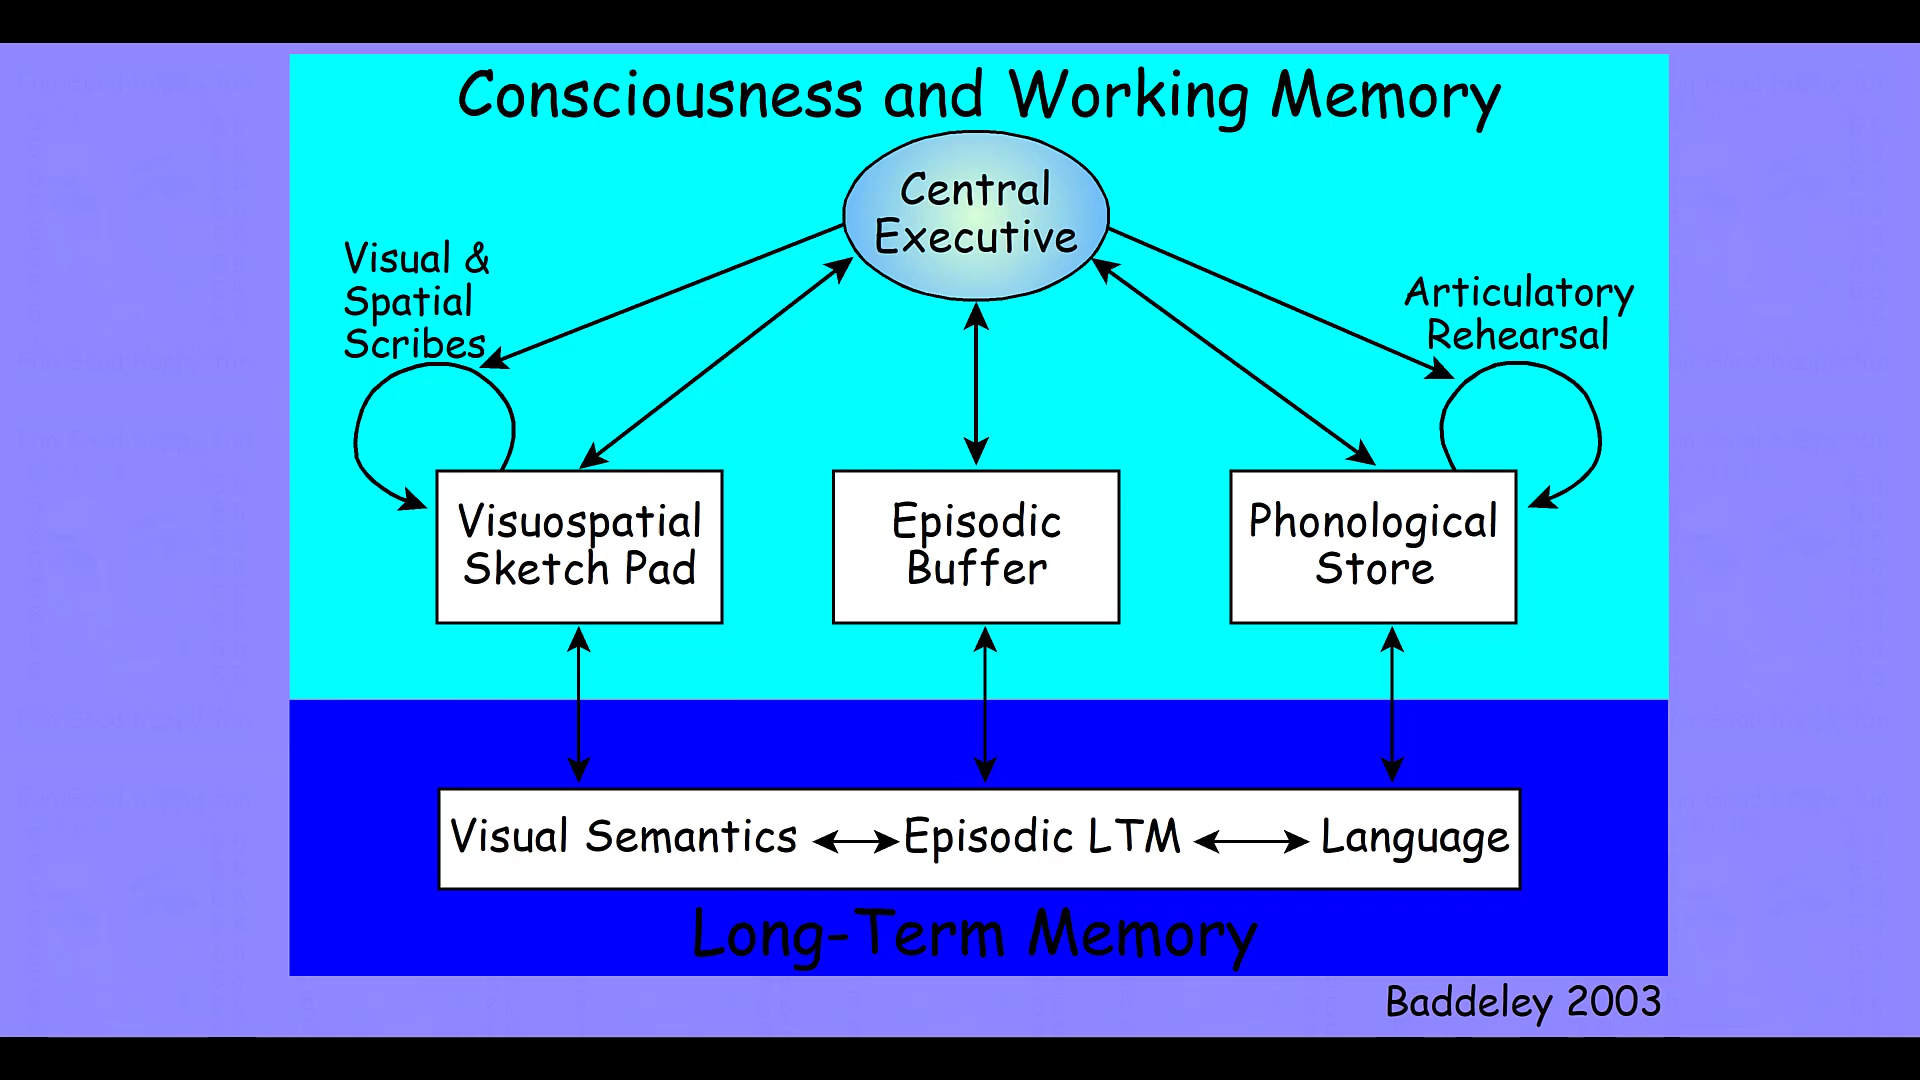 Consciousness and Working Memory
Central
Executive
Visual &
Spatial
Scribes
Articulatory
Rehearsal
Visuospatial
Sketch Pad
Episodic
Buffer
Phonological
Store
Visual Semantics
Episodic LTM
Language
Long-Term Memory
Baddeley 2003